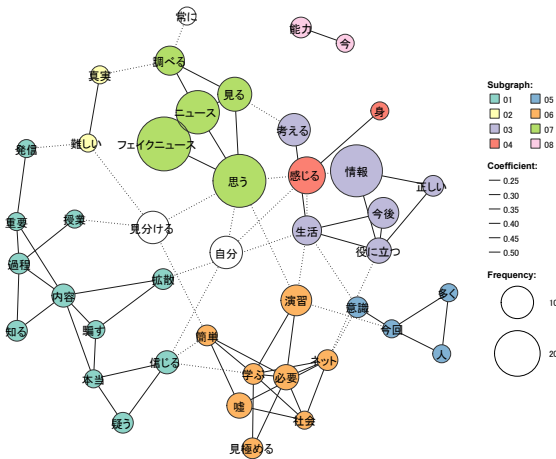 常に
能力
今
調べる
真実
見る
ニュース
考える
身
フェイクニュース
難しい
発信
思う
感じる
情報
正しい
今後
重要
授業
見分ける
生活
自分
役に立つ
過程
拡散
内容
演習
意識
多く
知る
騙す
簡単
今回
人
信じる
ネット
本当
学ぶ
必要
嘘
疑う
社会
見極める
Subgraph:
01 05
02 06
03 07
04 08
Coefficient:
0.25
0.30
0.35
0.40
0.45
0.50
Frequency:
10
20